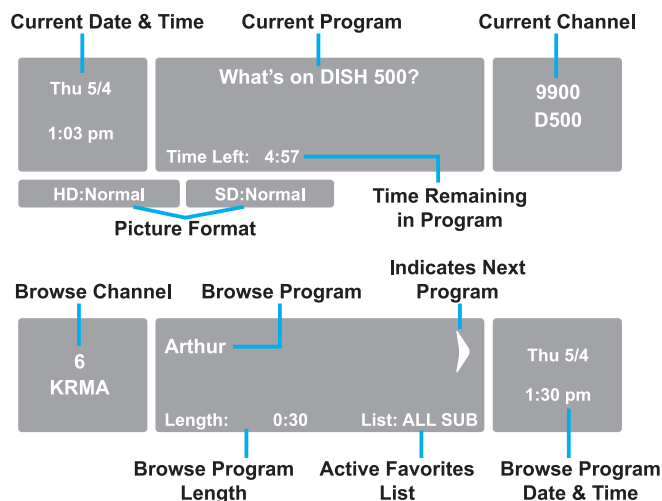 Current Date & Time
Current Program
Current Channel
Thu 5/4
1:03 pm
What's on DISH 500?
Time Left: 4:57
9900
D500
HD:Normal
SD:Normal
Picture Format
Time Remaining
in Program
Browse Channel
Browse Program
Indicates Next
Program
6
KRMA
Arthur
Length: 0:30
List: ALL SUB
Thu 5/4
1:30 pm
Browse Program
Length
Active Favorites
List
Browse Program
Date & Time